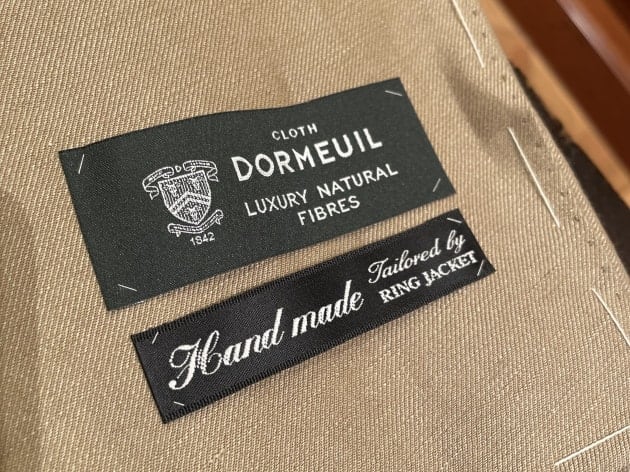 CLOTH
DORMEUIL
LUXURY NATURAL
FIBRES
1842
Hand made
Tailored by
RING JACKET